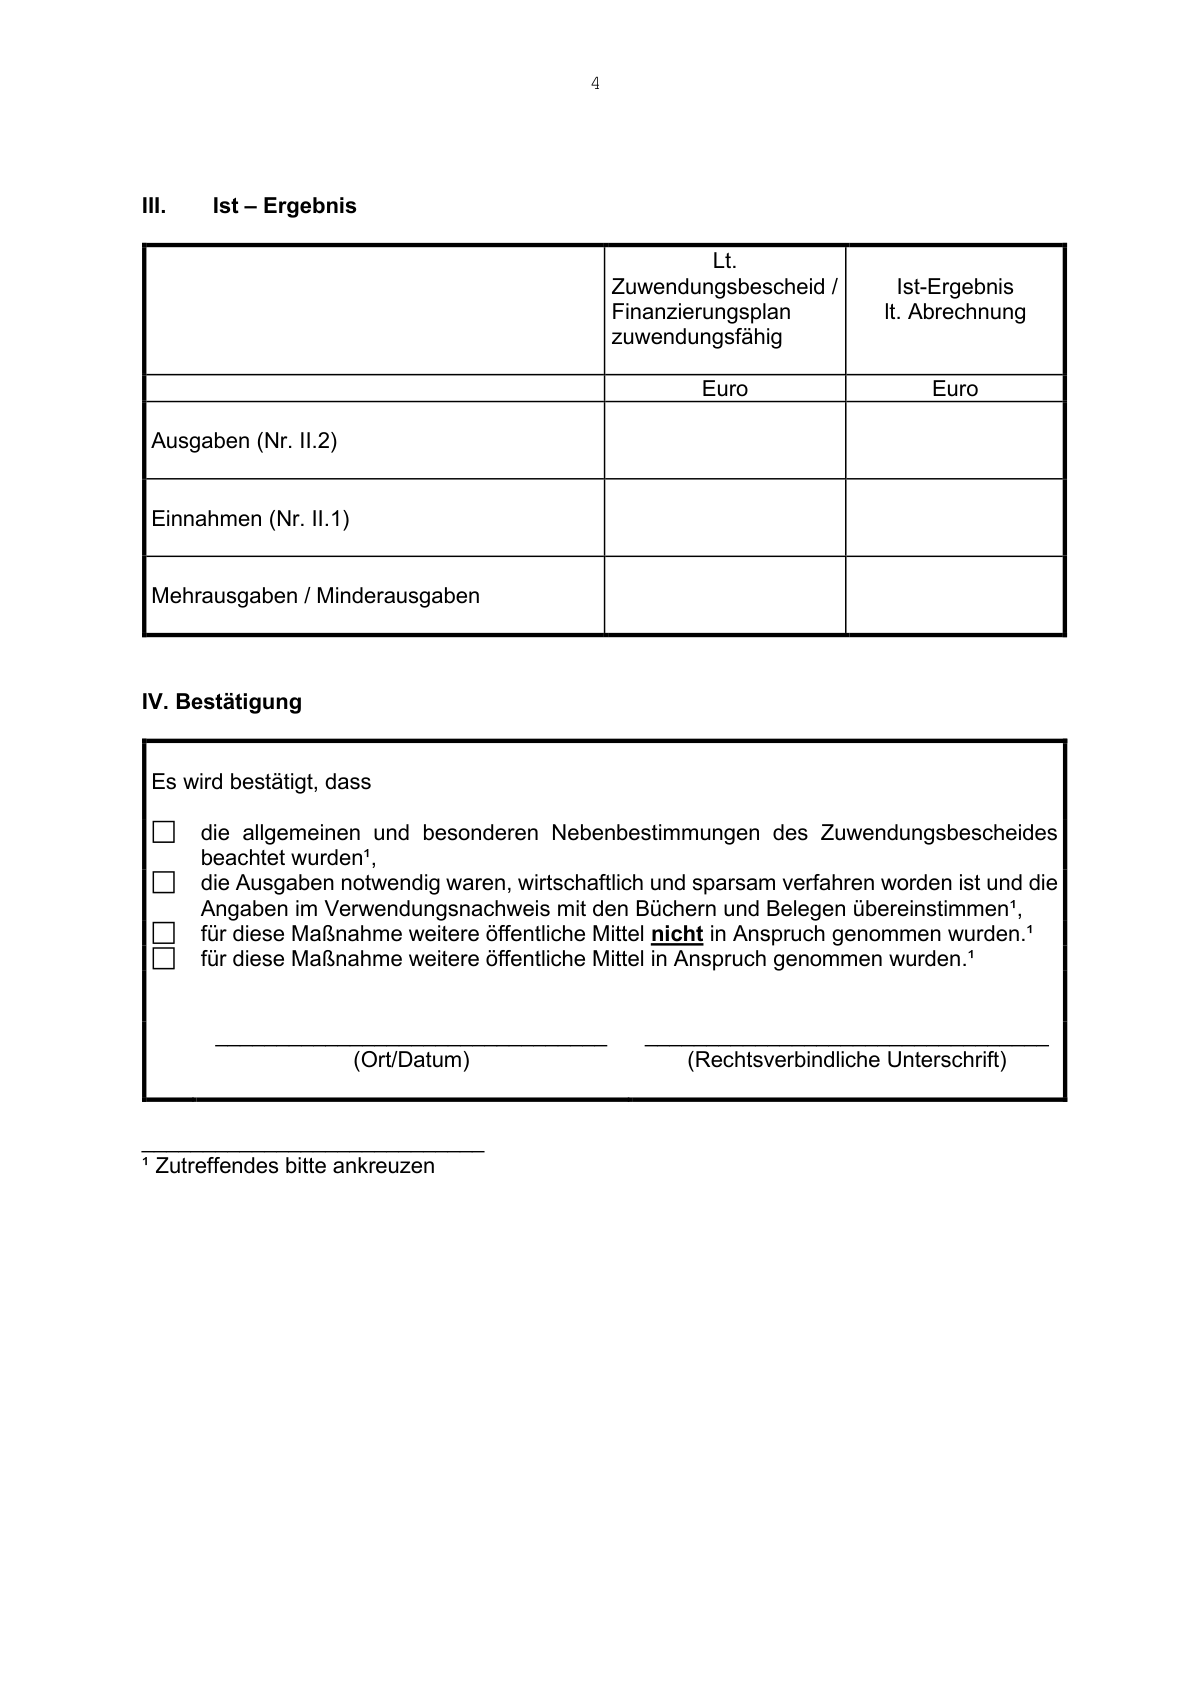 4
III. Ist – Ergebnis
Lt.
Zuwendungsbescheid /
Finanzierungsplan
zuwendungsfähig
Ist-Ergebnis
lt. Abrechnung
Euro
Euro
Ausgaben (Nr. II.2)
Einnahmen (Nr. II.1)
Mehrausgaben / Minderausgaben
IV. Bestätigung
Es wird bestätigt, dass
die allgemeinen und besonderen Nebenbestimmungen des Zuwendungsbescheides
beachtet wurden¹,
die Ausgaben notwendig waren, wirtschaftlich und sparsam verfahren worden ist und die
Angaben im Verwendungsnachweis mit den Büchern und Belegen übereinstimmen¹,
für diese Maßnahme weitere öffentliche Mittel nicht in Anspruch genommen wurden.¹
für diese Maßnahme weitere öffentliche Mittel in Anspruch genommen wurden.¹
(Ort/Datum)
(Rechtsverbindliche Unterschrift)
¹ Zutreffendes bitte ankreuzen